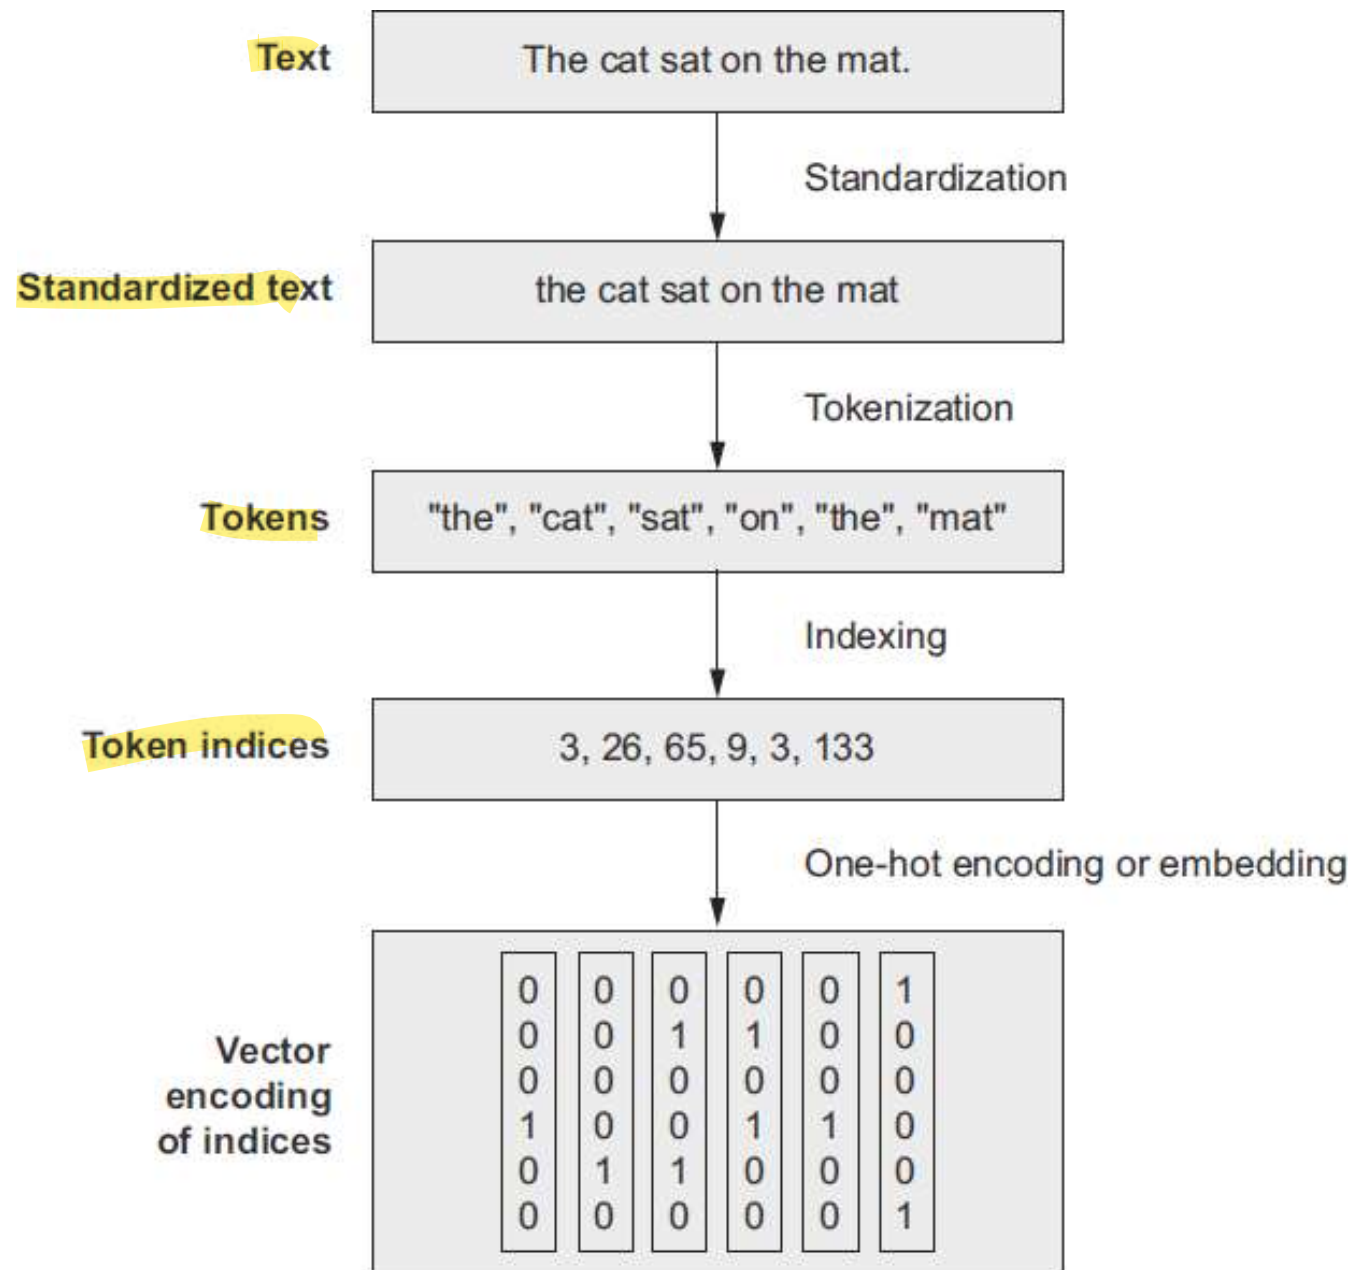 Text
The cat sat on the mat.
Standardization
Standardized text
the cat sat on the mat
Tokenization
Tokens
"the", "cat", "sat", "on", "the", "mat"
Indexing
Token indices
3, 26, 65, 9, 3, 133
One-hot encoding or embedding
Vector
encoding
of indices
0 0 0 0 0 1
0 0 1 1 0 0
0 0 0 0 0 0
1 0 0 1 1 0
0 1 1 0 0 0
0 0 0 0 0 1